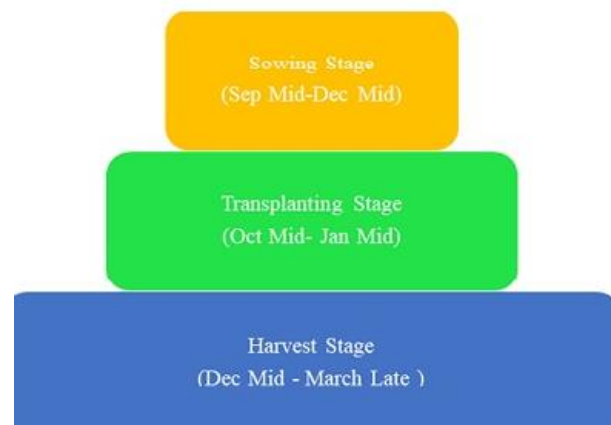 Sowing Stage
(Sep Mid-Dec Mid)
Transplanting Stage
(Oct Mid- Jan Mid)
Harvest Stage
(Dec Mid - March Late )